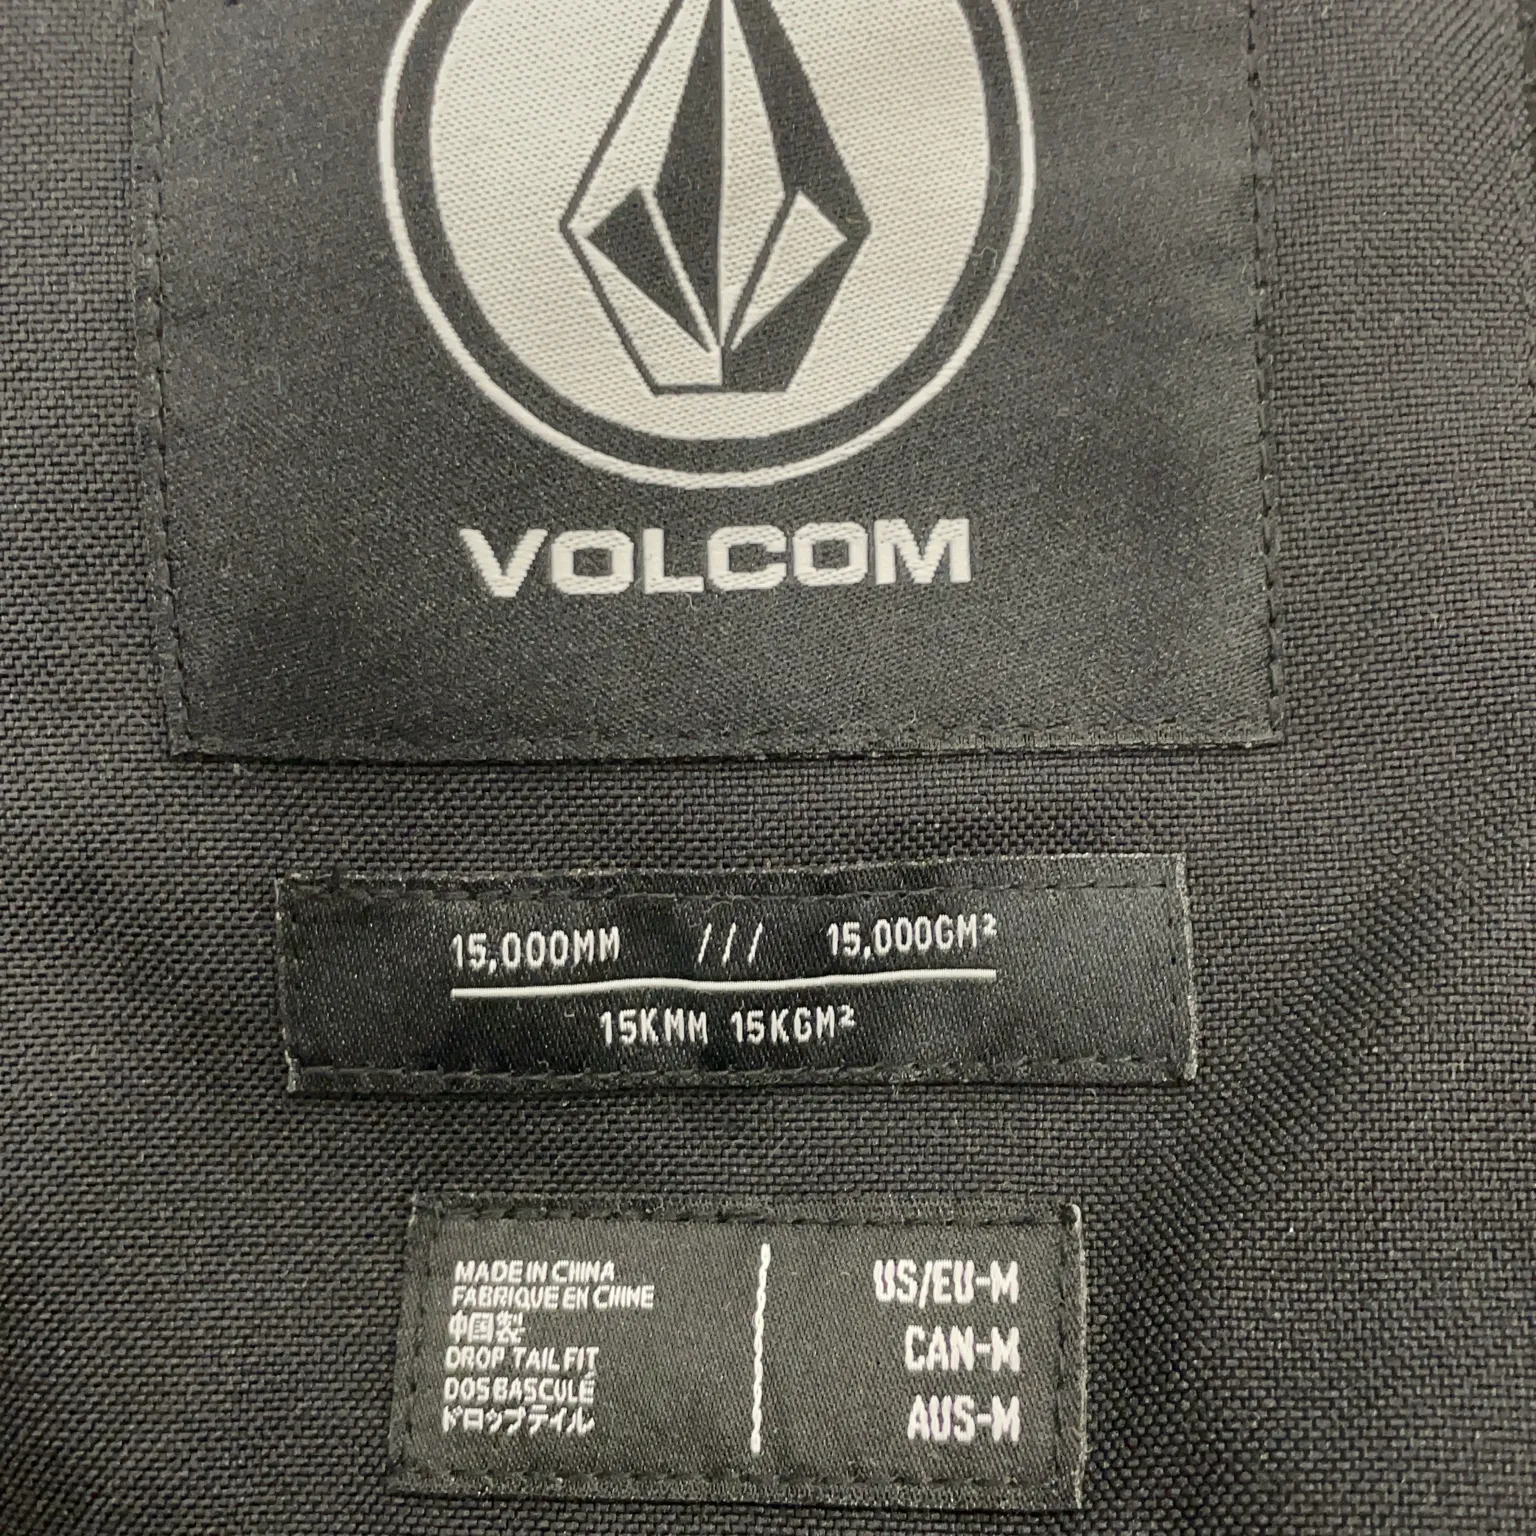 VOLCOM
15,000MM /// 15,000GM²
15KMM 15KGM²
MADE IN CHINA
FABRIQUE EN CHINE
中国製
DROP TAIL FIT
DOS BASCULÉ
ドロップテイル
US/EU-M
CAN-M
AUS-M